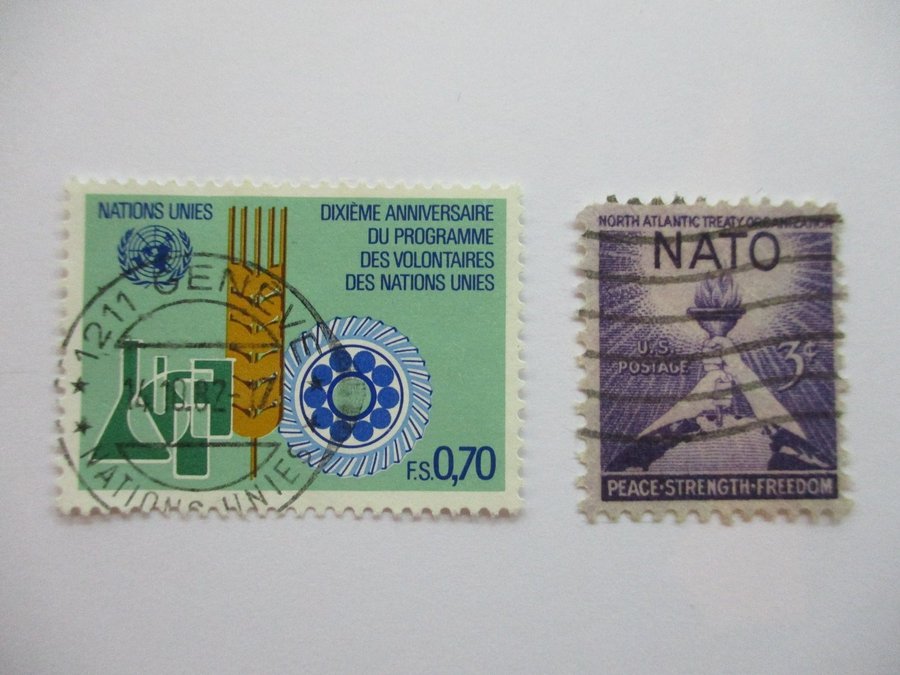 NATIONS UNIES
DIXIÈME ANNIVERSAIRE
DU PROGRAMME
DES VOLONTAIRES
DES NATIONS UNIES
F.S.0,70
1211 GENÈVE
NATIONS UNIES
NORTH ATLANTIC TREATY ORGANIZATION
NATO
U.S.
POSTAGE
3¢
PEACE·STRENGTH·FREEDOM